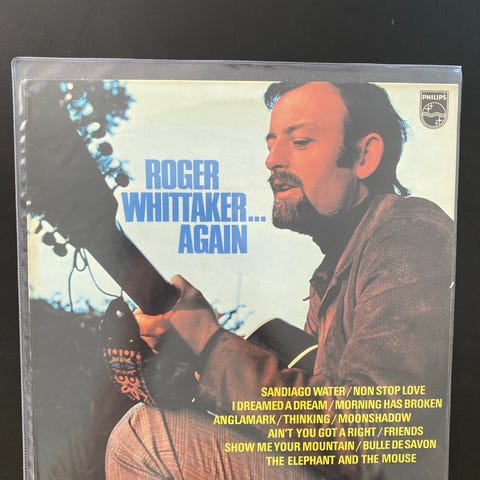 PHILIPS
ROGER
WHITTAKER...
AGAIN
SANDIAGO WATER/NON STOP LOVE
I DREAMED A DREAM/MORNING HAS BROKEN
ANGLAMARK/THINKING/MOONSHADOW
AIN'T YOU GOT A RIGHT/FRIENDS
SHOW ME YOUR MOUNTAIN/BULLE DE SAVON
THE ELEPHANT AND THE MOUSE